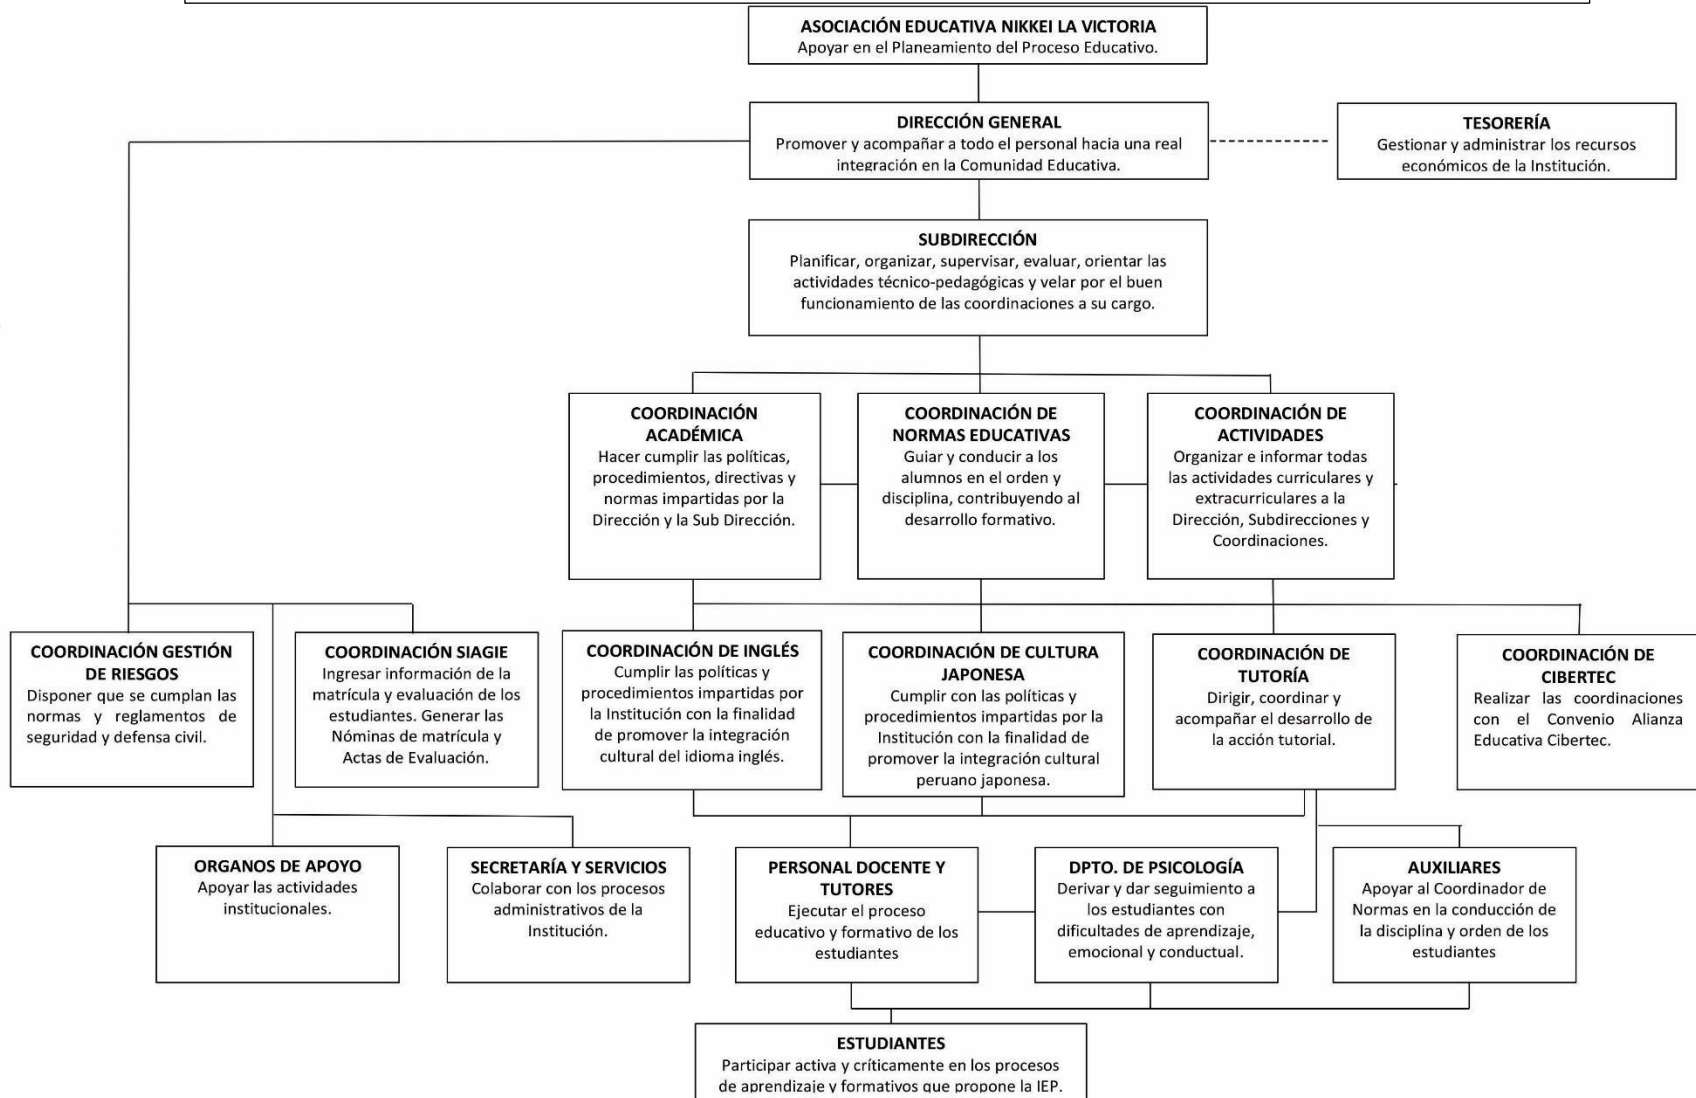 ASOCIACIÓN EDUCATIVA NIKKEI LA VICTORIA
Apoyar en el Planeamiento del Proceso Educativo.
DIRECCIÓN GENERAL
Promover y acompañar a todo el personal hacia una real
integración en la Comunidad Educativa.
TESORERÍA
Gestionar y administrar los recursos
económicos de la Institución.
SUBDIRECCIÓN
Planificar, organizar, supervisar, evaluar, orientar las
actividades técnico-pedagógicas y velar por el buen
funcionamiento de las coordinaciones a su cargo.
COORDINACIÓN
ACADÉMICA
Hacer cumplir las políticas,
procedimientos, directivas y
normas impartidas por la
Dirección y la Sub Dirección.
COORDINACIÓN DE
NORMAS EDUCATIVAS
Guiar y conducir a los
alumnos en el orden y
disciplina, contribuyendo al
desarrollo formativo.
COORDINACIÓN DE
ACTIVIDADES
Organizar e informar todas
las actividades curriculares y
extracurriculares a la
Dirección, Subdirecciones y
Coordinaciones.
COORDINACIÓN GESTIÓN
DE RIESGOS
Disponer que se cumplan las
normas y reglamentos de
seguridad y defensa civil.
COORDINACIÓN SIAGIE
Ingresar información de la
matrícula y evaluación de los
estudiantes. Generar las
Nóminas de matrícula y
Actas de Evaluación.
COORDINACIÓN DE INGLÉS
Cumplir las políticas y
procedimientos impartidas por
la Institución con la finalidad
de promover la integración
cultural del idioma inglés.
COORDINACIÓN DE CULTURA
JAPONESA
Cumplir con las políticas y
procedimientos impartidas por la
Institución con la finalidad de
promover la integración cultural
peruano japonesa.
COORDINACIÓN DE
TUTORÍA
Dirigir, coordinar y
acompañar el desarrollo de
la acción tutorial.
COORDINACIÓN DE
CIBERTEC
Realizar las coordinaciones
con el Convenio Alianza
Educativa Cibertec.
ORGANOS DE APOYO
Apoyar las actividades
institucionales.
SECRETARÍA Y SERVICIOS
Colaborar con los procesos
administrativos de la
Institución.
PERSONAL DOCENTE Y
TUTORES
Ejecutar el proceso
educativo y formativo de los
estudiantes
DPTO. DE PSICOLOGÍA
Derivar y dar seguimiento a
los estudiantes con
dificultades de aprendizaje,
emocional y conductual.
AUXILIARES
Apoyar al Coordinador de
Normas en la conducción de
la disciplina y orden de los
estudiantes
ESTUDIANTES
Participar activa y críticamente en los procesos
de aprendizaje y formativos que propone la IEP.